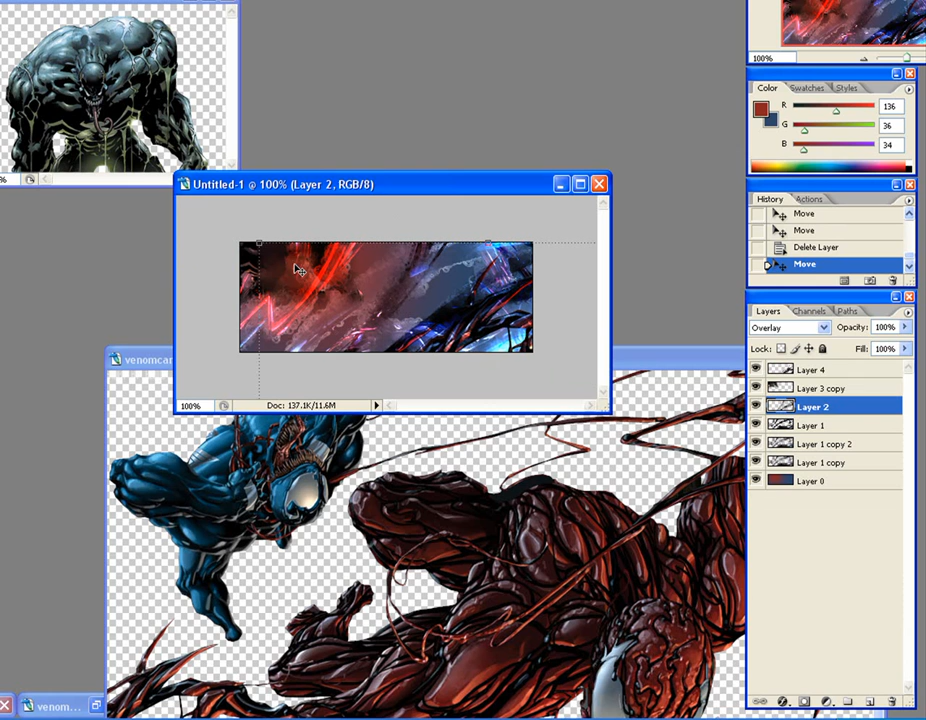 100%
Color Swatches Styles
R 136
G 36
B 34
Untitled-1 @ 100% (Layer 2, RGB/8)
History Actions
Move
Move
Delete Layer
Move
Layers Channels Paths
Overlay Opacity: 100%
Lock: Fill: 100%
Layer 4
Layer 3 copy
Layer 2
Layer 1
Layer 1 copy 2
Layer 1 copy
Layer 0
venomcar
100% Doc: 137.1K/11.6M
venom...